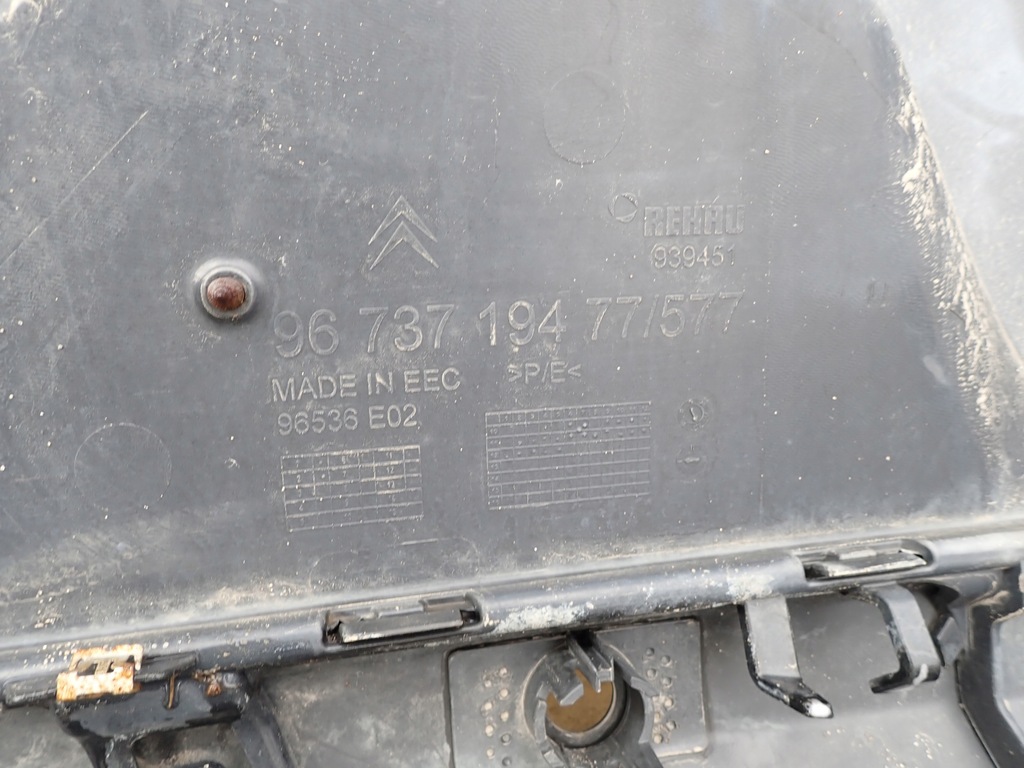 REHAU
939451
96 737 194 77/577
MADE IN EEC >P/E<
96536 E02